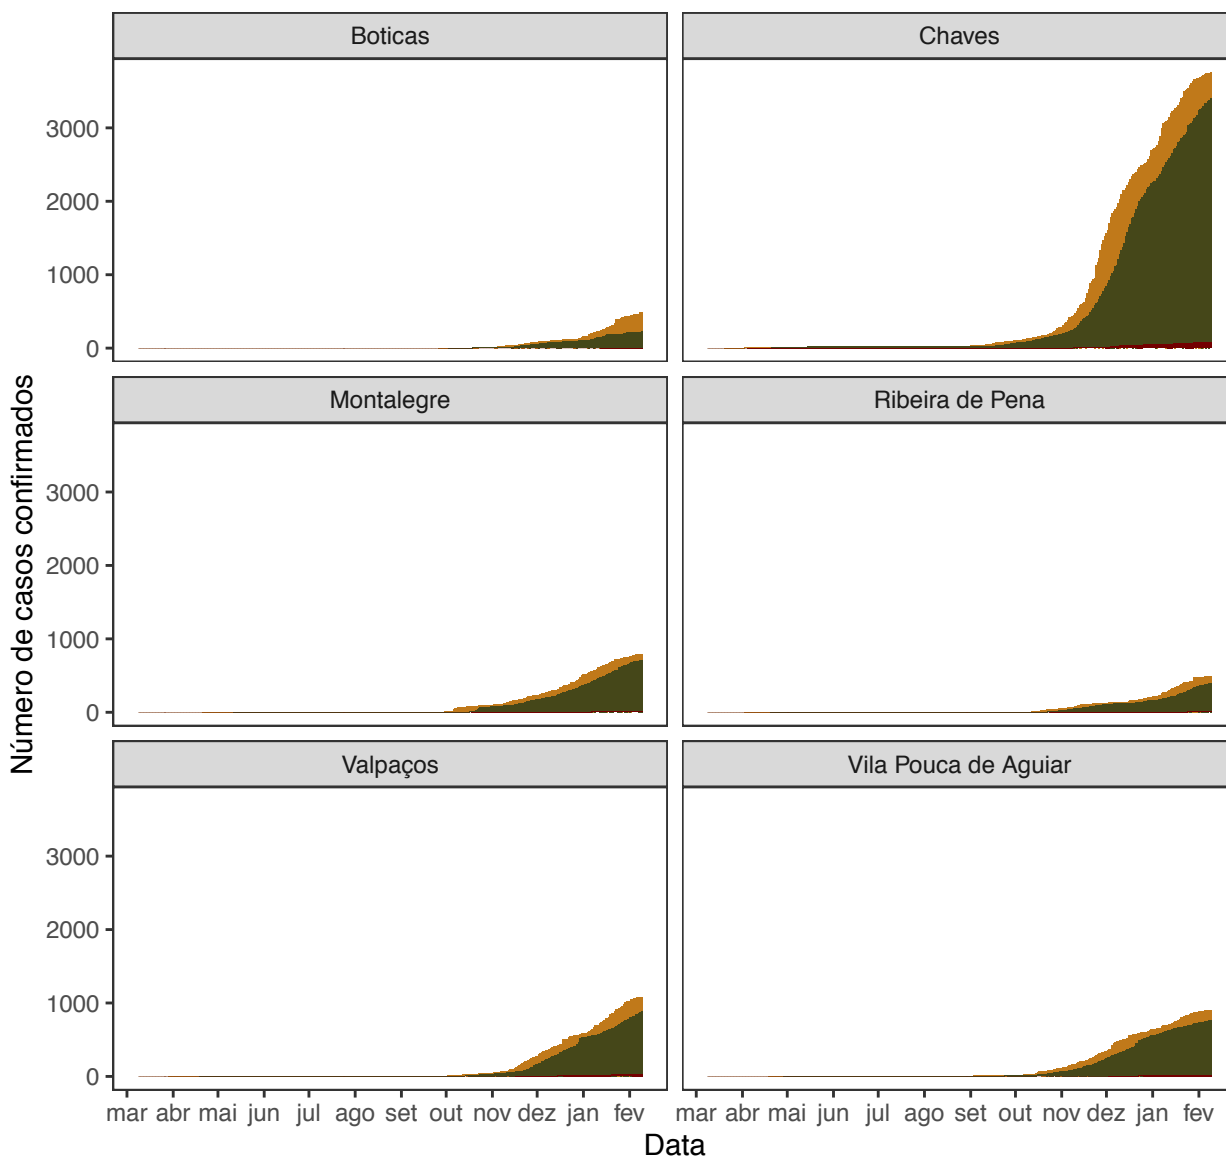 Boticas
Chaves
3000
2000
1000
0
Montalegre
Ribeira de Pena
3000
2000
1000
0
Valpaços
Vila Pouca de Aguiar
3000
2000
1000
0
mar abr mai jun jul ago set out nov dez jan fev
mar abr mai jun jul ago set out nov dez jan fev
Data
Número de casos confirmados